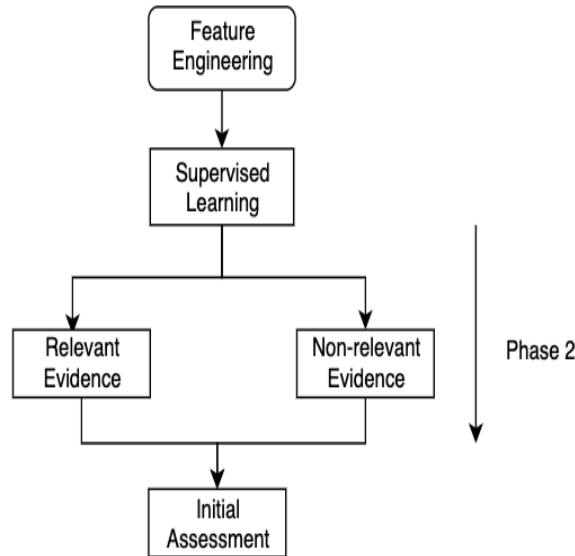 Feature
Engineering
Supervised
Learning
Relevant
Evidence
Non-relevant
Evidence
Phase 2
Initial
Assessment